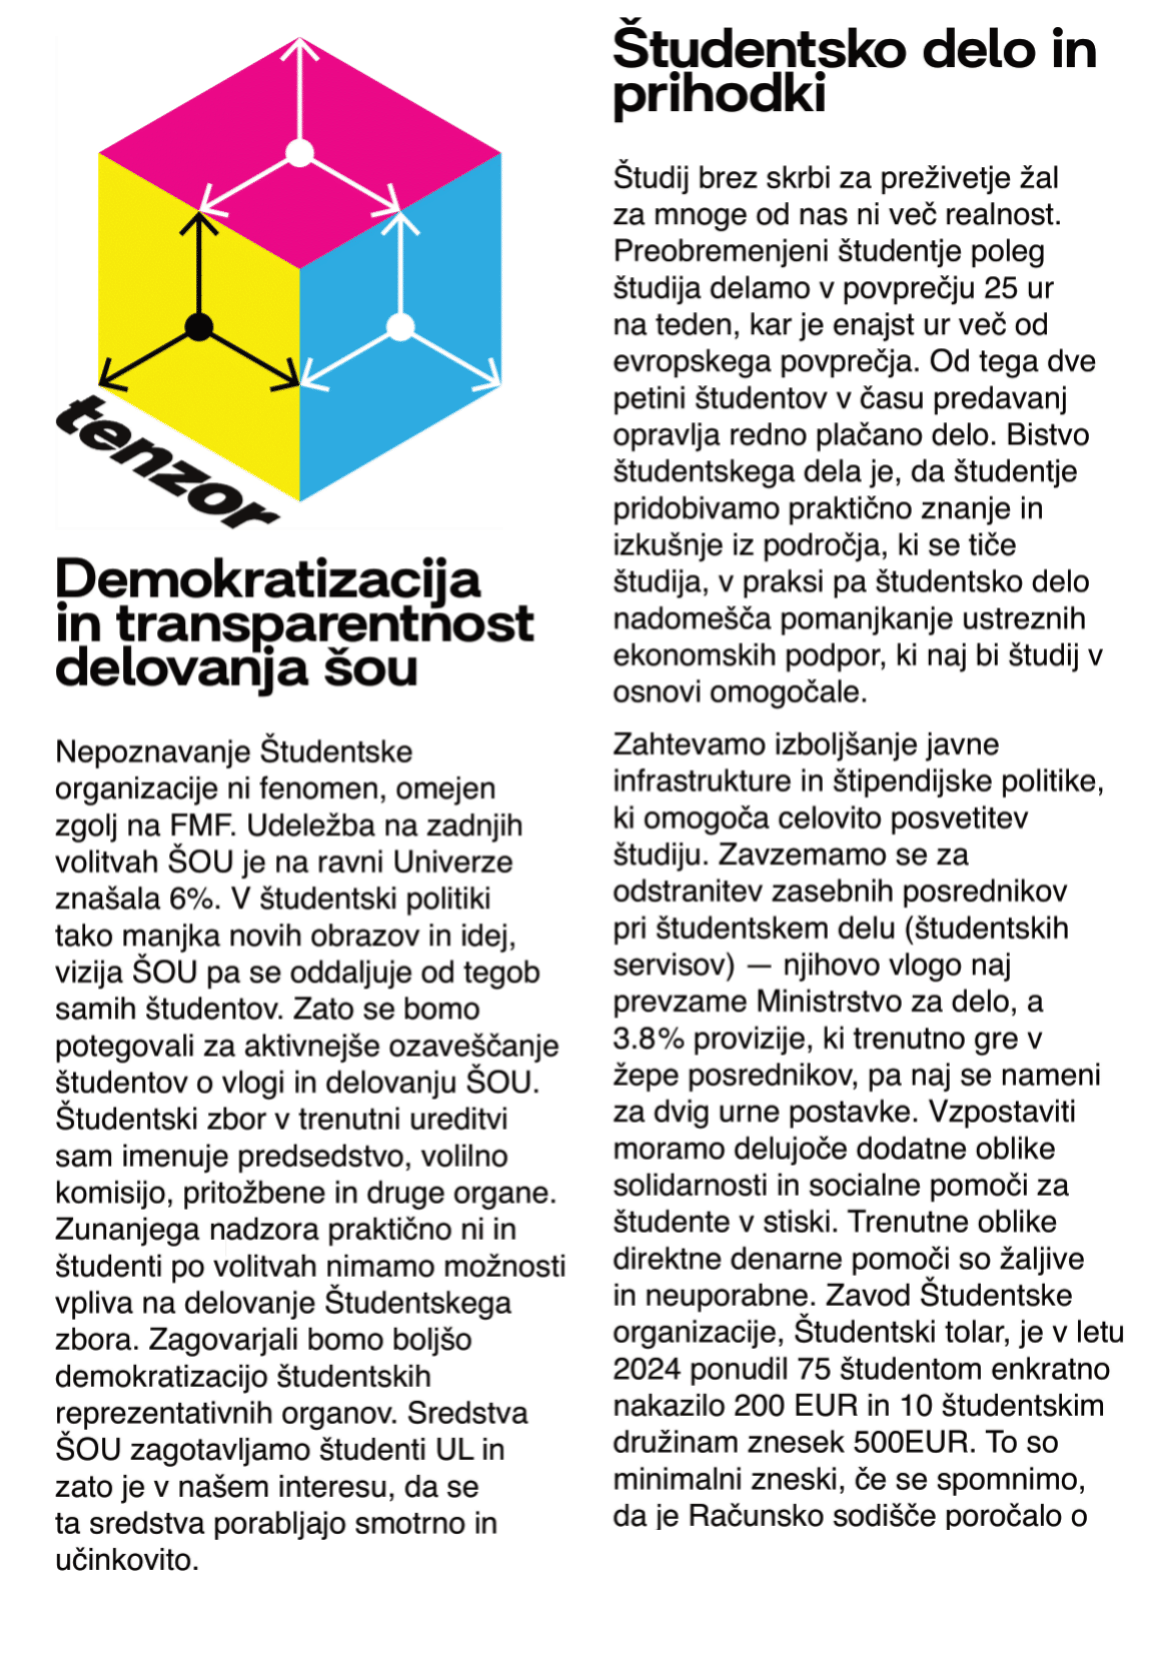 tenzor
Demokratizacija
in transparentnost
delovanja šou
Nepoznavanje Študentske
organizacije ni fenomen, omejen
zgolj na FMF. Udeležba na zadnjih
volitvah ŠOU je na ravni Univerze
znašala 6%. V študentski politiki
tako manjka novih obrazov in idej,
vizija ŠOU pa se oddaljuje od tegob
samih študentov. Zato se bomo
potegovali za aktivnejše ozaveščanje
študentov o vlogi in delovanju ŠOU.
Študentski zbor v trenutni ureditvi
sam imenuje predsedstvo, volilno
komisijo, pritožbene in druge organe.
Zunanjega nadzora praktično ni in
študenti po volitvah nimamo možnosti
vpliva na delovanje Študentskega
zbora. Zagovarjali bomo boljšo
demokratizacijo študentskih
reprezentativnih organov. Sredstva
ŠOU zagotavljamo študenti UL in
zato je v našem interesu, da se
ta sredstva porabljajo smotrno in
učinkovito.
Študentsko delo in
prihodki
Študij brez skrbi za preživetje žal
za mnoge od nas ni več realnost.
Preobremenjeni študentje poleg
študija delamo v povprečju 25 ur
na teden, kar je enajst ur več od
evropskega povprečja. Od tega dve
petini študentov v času predavanj
opravlja redno plačano delo. Bistvo
študentskega dela je, da študentje
pridobivamo praktično znanje in
izkušnje iz področja, ki se tiče
študija, v praksi pa študentsko delo
nadomešča pomanjkanje ustreznih
ekonomskih podpor, ki naj bi študij v
osnovi omogočale.
Zahtevamo izboljšanje javne
infrastrukture in štipendijske politike,
ki omogoča celovito posvetitev
študiju. Zavzemamo se za
odstranitev zasebnih posrednikov
pri študentskem delu (študentskih
servisov) — njihovo vlogo naj
prevzame Ministrstvo za delo, a
3.8% provizije, ki trenutno gre v
žepe posrednikov, pa naj se nameni
za dvig urne postavke. Vzpostaviti
moramo delujoče dodatne oblike
solidarnosti in socialne pomoči za
študente v stiski. Trenutne oblike
direktne denarne pomoči so žaljive
in neuporabne. Zavod Študentske
organizacije, Študentski tolar, je v letu
2024 ponudil 75 študentom enkratno
nakazilo 200 EUR in 10 študentskim
družinam znesek 500EUR. To so
minimalni zneski, če se spomnimo,
da je Računsko sodišče poročalo o